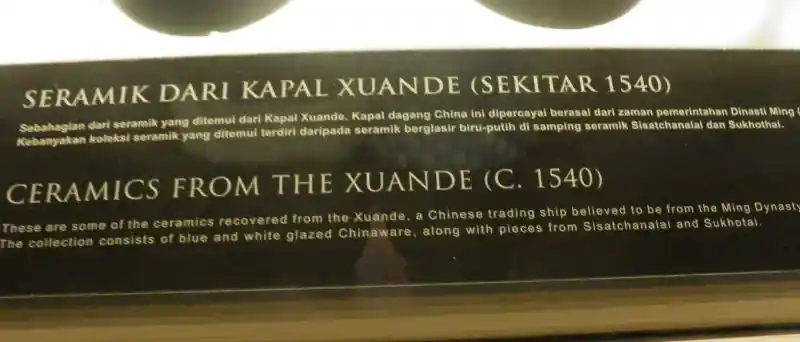 SERAMIK DARI KAPAL XUANDE (SEKITAR 1540)
Sebahagian dari seramik yang ditemui dari Kapal Xuande. Kapal dagang China ini dipercayai berasal dari zaman pemerintahan Dinasti Ming
Kebanyakan koleksi seramik yang ditemui terdiri daripada seramik berglasir biru-putih di samping seramik Sisatchanalai dan Sukhothai.
CERAMICS FROM THE XUANDE (C. 1540)
These are some of the ceramics recovered from the Xuande, a Chinese trading ship believed to be from the Ming Dynasty
The collection consists of blue and white glazed Chinaware, along with pieces from Sisatchanalai and Sukhotai.